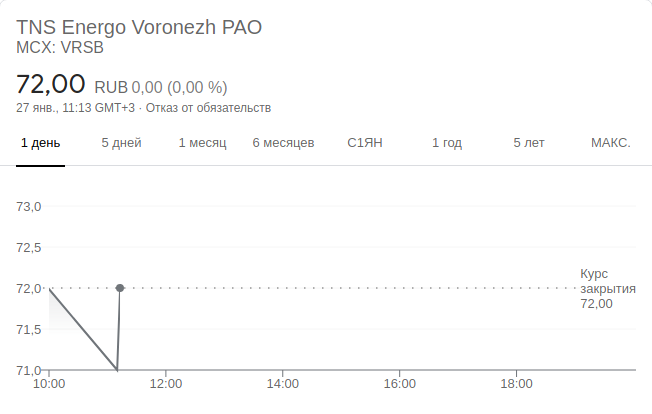 TNS Energo Voronezh PAO
MCX: VRSB
72,00 RUB 0,00 (0,00 %)
27 янв., 11:13 GMT+3 · Отказ от обязательств
1 день 5 дней 1 месяц 6 месяцев С1ЯН 1 год 5 лет МАКС.
73,0
72,5
Курс
72,0 закрытия
72,00
71,5
71,0
10:00 12:00 14:00 16:00 18:00